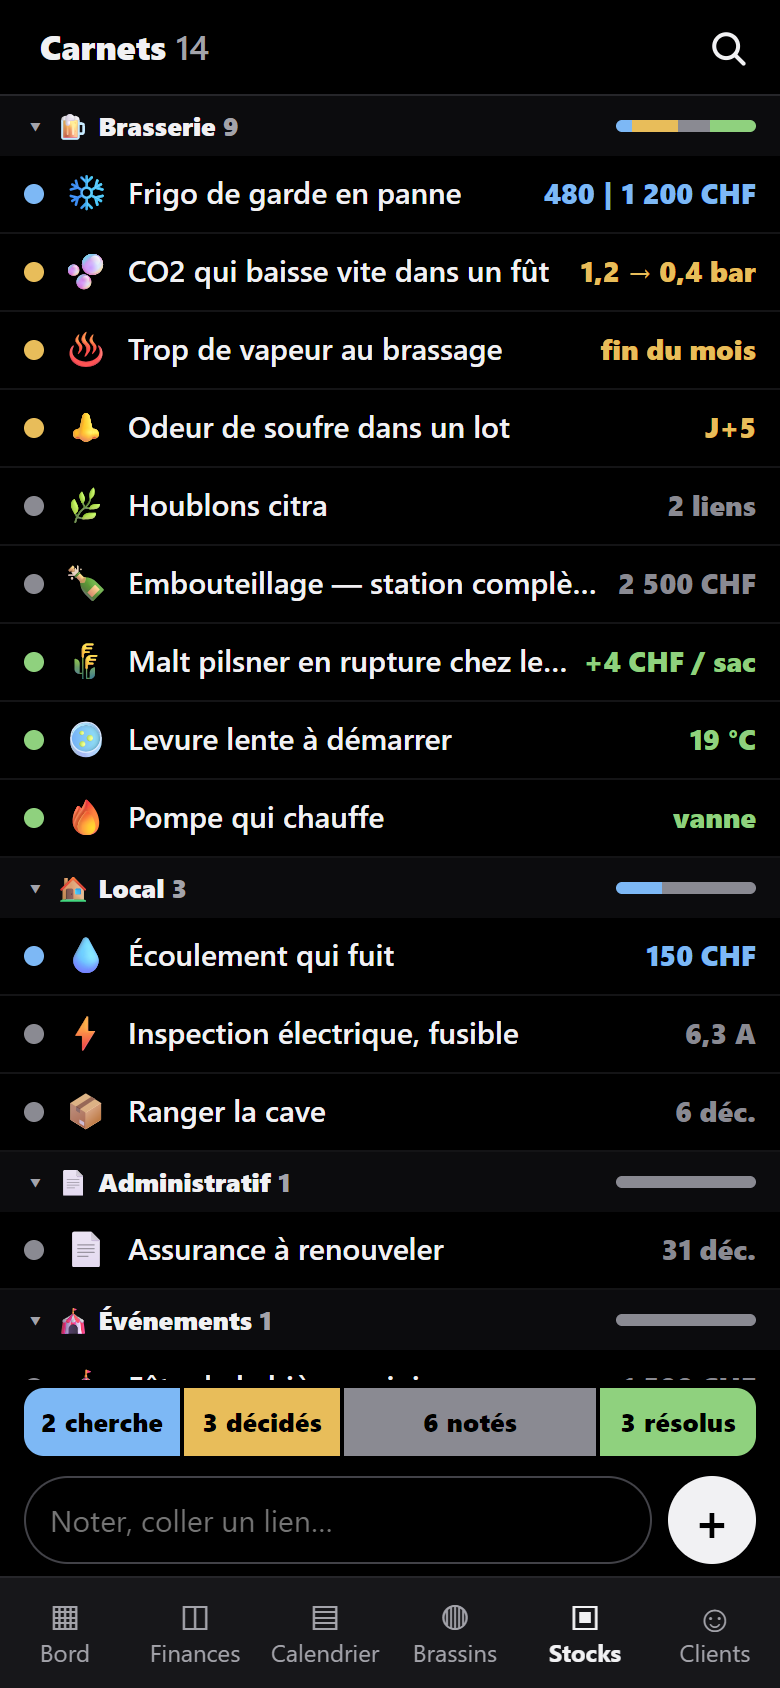 Carnets 14
Brasserie 9
Frigo de garde en panne 480 | 1 200 CHF
CO2 qui baisse vite dans un fût 1,2 → 0,4 bar
Trop de vapeur au brassage fin du mois
Odeur de soufre dans un lot J+5
Houblons citra 2 liens
Embouteillage — station complè... 2 500 CHF
Malt pilsner en rupture chez le... +4 CHF / sac
Levure lente à démarrer 19 °C
Pompe qui chauffe vanne
Local 3
Écoulement qui fuit 150 CHF
Inspection électrique, fusible 6,3 A
Ranger la cave 6 déc.
Administratif 1
Assurance à renouveler 31 déc.
Événements 1
2 cherche 3 décidés 6 notés 3 résolus
Noter, coller un lien...
+
Bord Finances Calendrier Brassins Stocks Clients